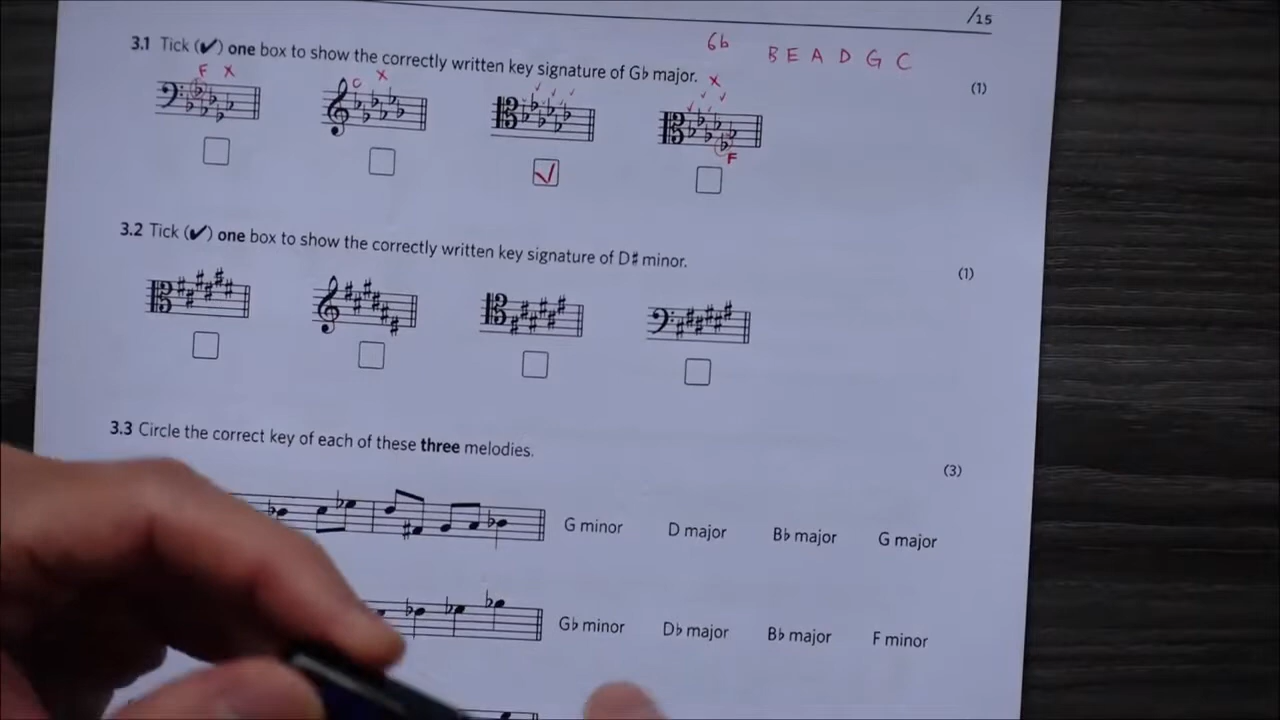 /15
6b B E A D G C
3.1 Tick (✔) one box to show the correctly written key signature of G♭ major. x
(1)
F x C x
F
3.2 Tick (✔) one box to show the correctly written key signature of D♯ minor.
(1)
3.3 Circle the correct key of each of these three melodies.
(3)
G minor D major B♭ major G major
G♭ minor D♭ major B♭ major F minor